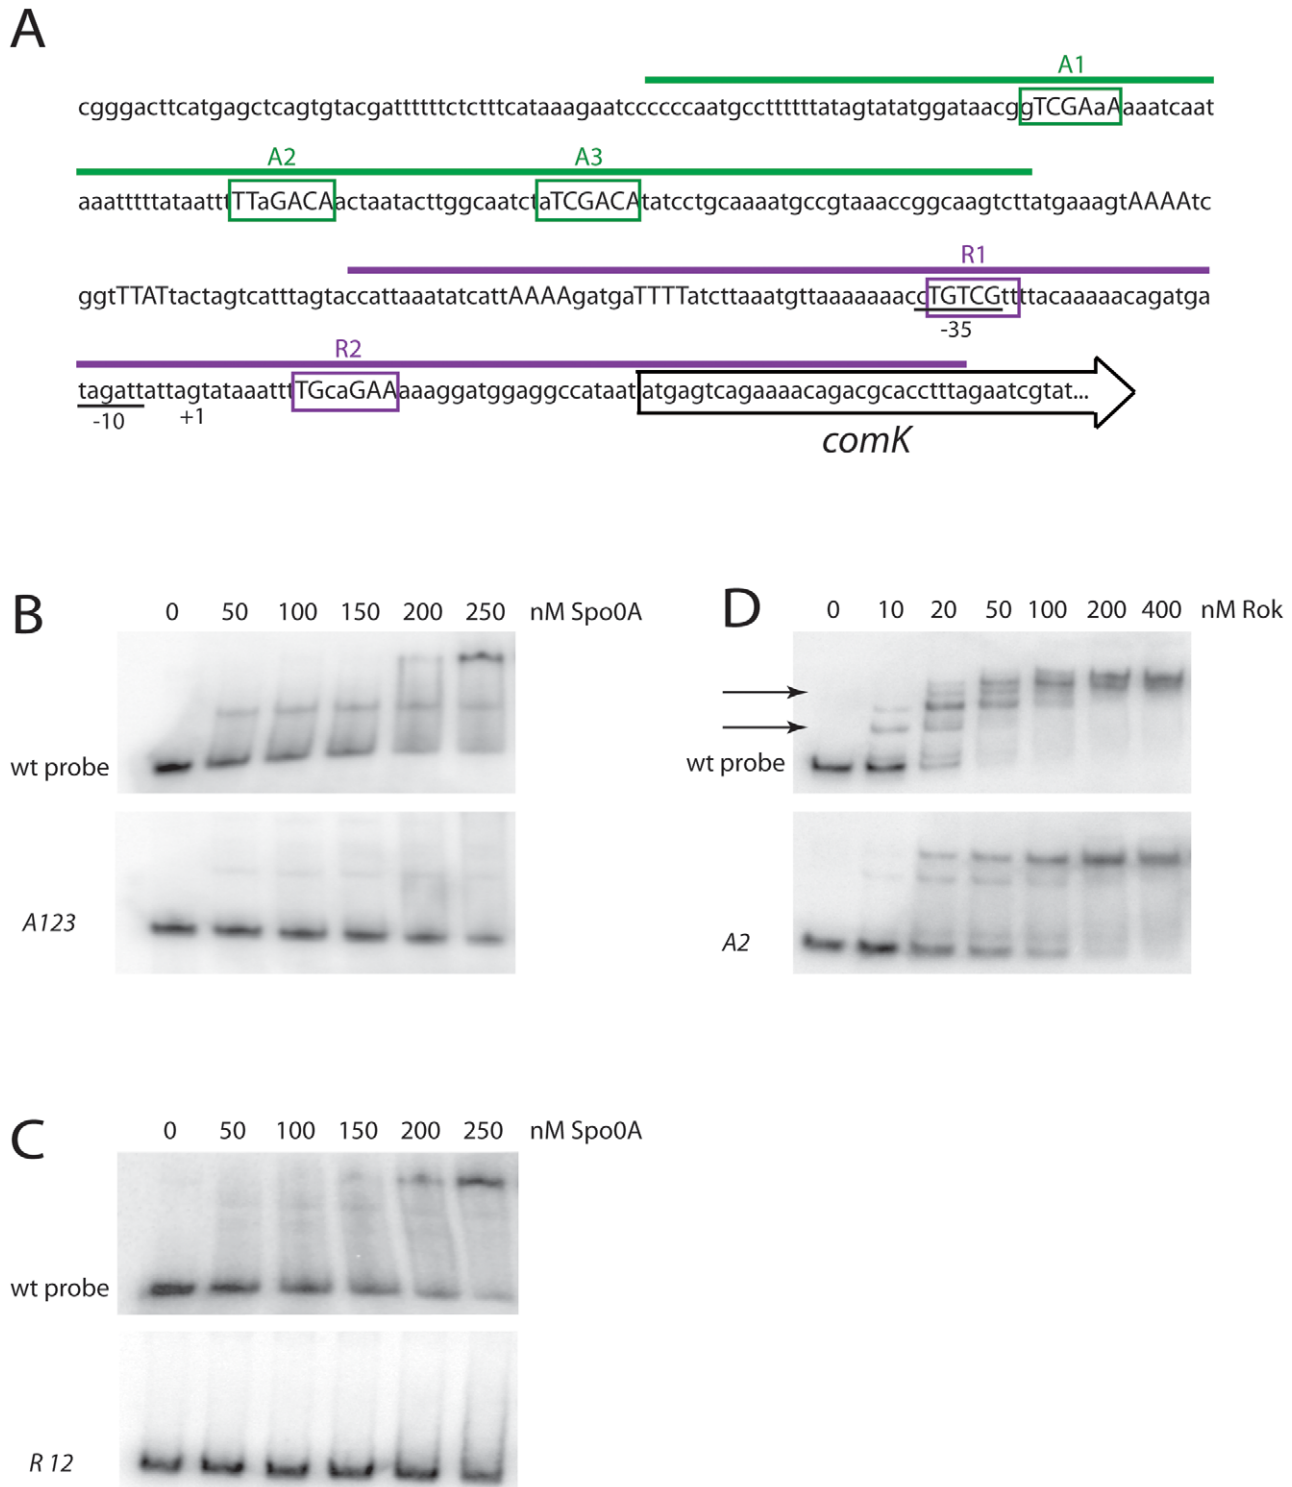 A
A1
cgggacttcatgagctcagtgtacgattttttctctttcataaagaatcccccccaatgccttttttatagtatatggataacggTCGAaAaaatcaat
A2 A3
aaatttttataatttTTaGACAactaatacttggcaatctaTCGACAtatcctgcaaaatgccgtaaaccggcaagtcttatgaaagtAAAAtc
R1
ggtTTATtactagtcatttagtaccattaaatatcattAAAAgatgaTTTTatcttaaatgttaaaaaaaccTGTCGtttacaaaaacagatga
-35
R2
tagattattagtataaatttTGcaGAAaaaggatggaggccataatatgagtcagaaaacagacgcacctttagaatcgtat...
-10 +1
comK
B
0 50 100 150 200 250 nM Spo0A
wt probe
A123
D
0 10 20 50 100 200 400 nM Rok
wt probe
A2
C
0 50 100 150 200 250 nM Spo0A
wt probe
R 12